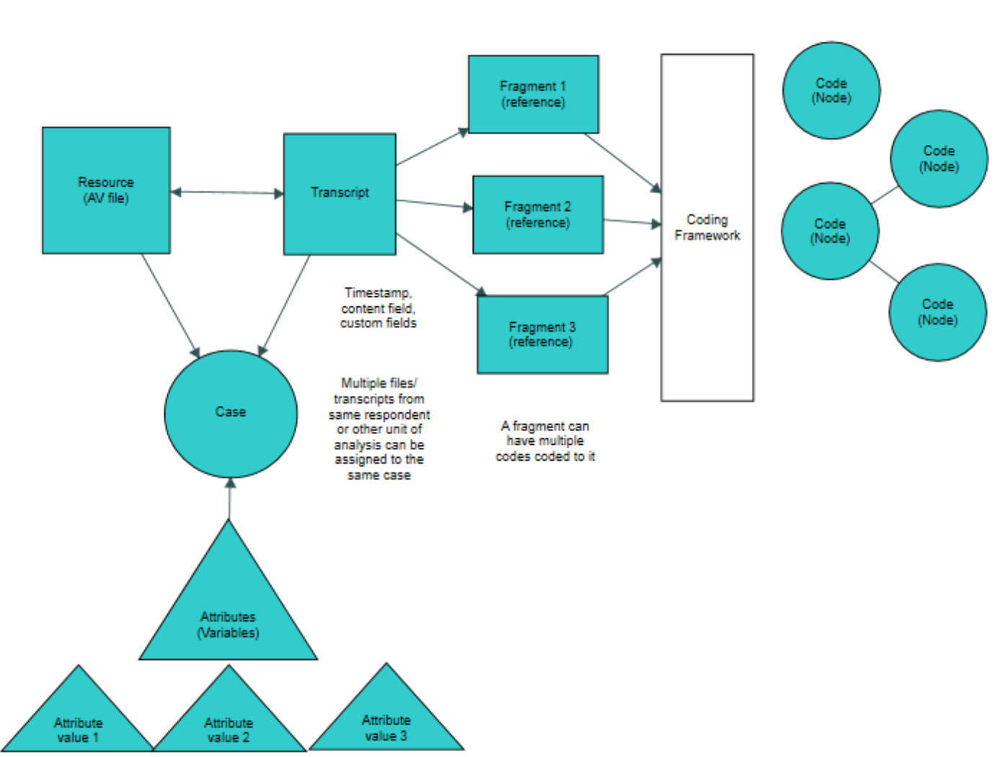 Resource
(AV file)
Transcript
Fragment 1
(reference)
Fragment 2
(reference)
Fragment 3
(reference)
Coding
Framework
Code
(Node)
Code
(Node)
Code
(Node)
Code
(Node)
Timestamp,
content field,
custom fields
Multiple files/
transcripts from
same respondent
or other unit of
analysis can be
assigned to the
same case
A fragment can
have multiple
codes coded to it
Case
Attributes
(Variables)
Attribute
value 1
Attribute
value 2
Attribute
value 3